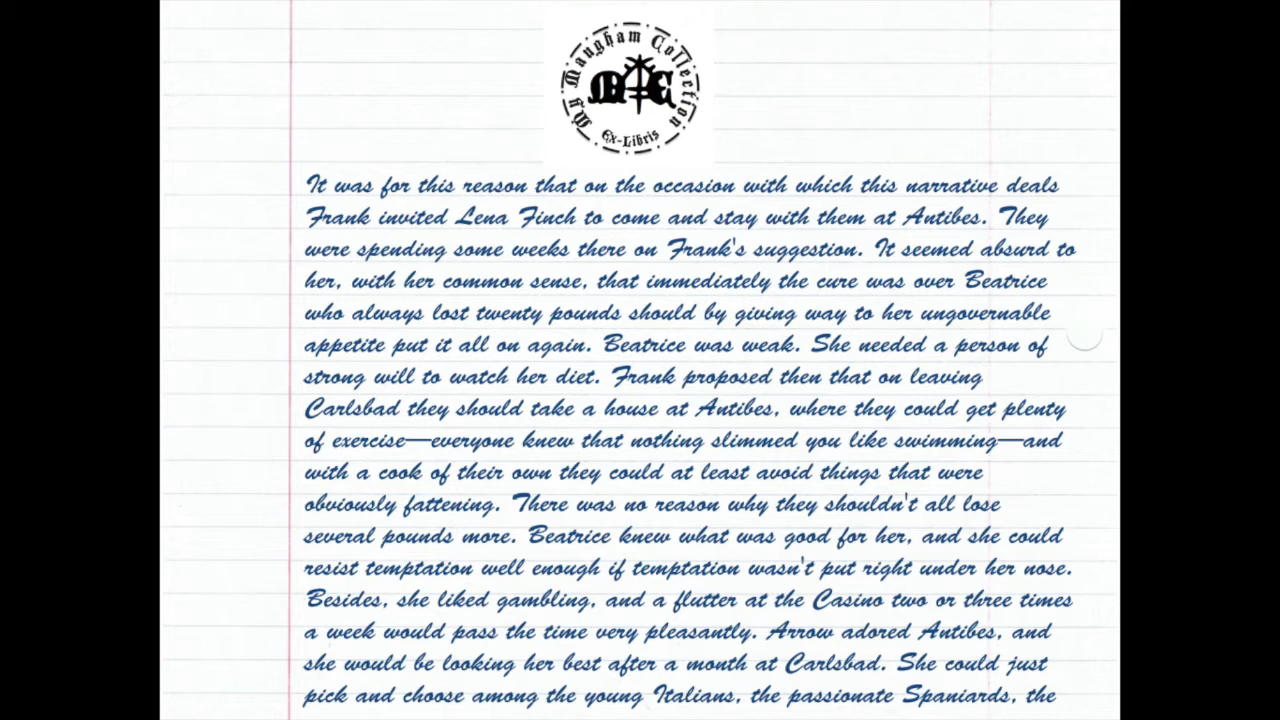 My Maugham Collection
MC
Ex-Libris
It was for this reason that on the occasion with which this narrative deals
Frank invited Lena Finch to come and stay with them at Antibes. They
were spending some weeks there on Frank's suggestion. It seemed absurd to
her, with her common sense, that immediately the cure was over Beatrice
who always lost twenty pounds should by giving way to her ungovernable
appetite put it all on again. Beatrice was weak. She needed a person of
strong will to watch her diet. Frank proposed then that on leaving
Carlsbad they should take a house at Antibes, where they could get plenty
of exercise—everyone knew that nothing slimmed you like swimming—and
with a cook of their own they could at least avoid things that were
obviously fattening. There was no reason why they shouldn't all lose
several pounds more. Beatrice knew what was good for her, and she could
resist temptation well enough if temptation wasn't put right under her nose.
Besides, she liked gambling, and a flutter at the Casino two or three times
a week would pass the time very pleasantly. Arrow adored Antibes, and
she would be looking her best after a month at Carlsbad. She could just
pick and choose among the young Italians, the passionate Spaniards, the